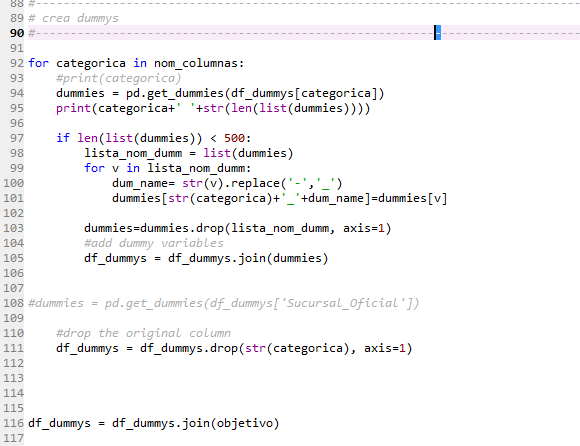 88 #-------------------------------------------------------------------------------
89 # crea dummys
90 #-------------------------------------------------------------------------------
91
92 for categorica in nom_columnas:
93     #print(categorica)
94     dummies = pd.get_dummies(df_dummys[categorica])
95     print(categorica+' '+str(len(list(dummies))))
96
97     if len(list(dummies)) < 500:
98         lista_nom_dumm = list(dummies)
99         for v in lista_nom_dumm:
100             dum_name= str(v).replace('-','_')
101             dummies[str(categorica)+'_'+dum_name]=dummies[v]
102
103         dummies=dummies.drop(lista_nom_dumm, axis=1)
104         #add dummy variables
105         df_dummys = df_dummys.join(dummies)
106
107
108 #dummies = pd.get_dummies(df_dummys['Sucursal_Oficial'])
109
110     #drop the original column
111     df_dummys = df_dummys.drop(str(categorica), axis=1)
112
113
114
115
116 df_dummys = df_dummys.join(objetivo)
117